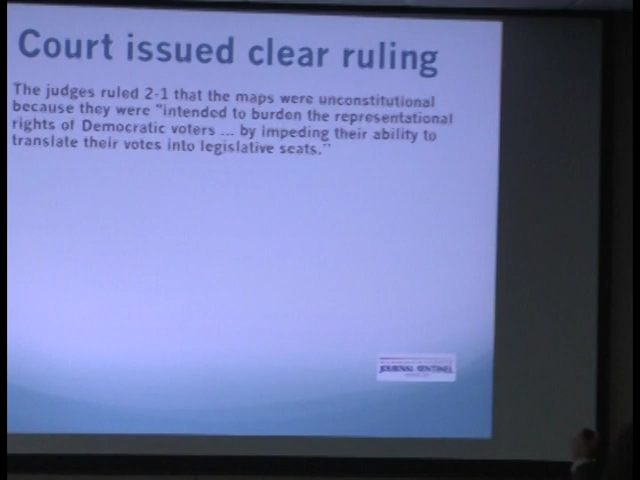 Court issued clear ruling
The judges ruled 2-1 that the maps were unconstitutional
because they were "intended to burden the representational
rights of Democratic voters ... by impeding their ability to
translate their votes into legislative seats."
JOURNAL SENTINEL